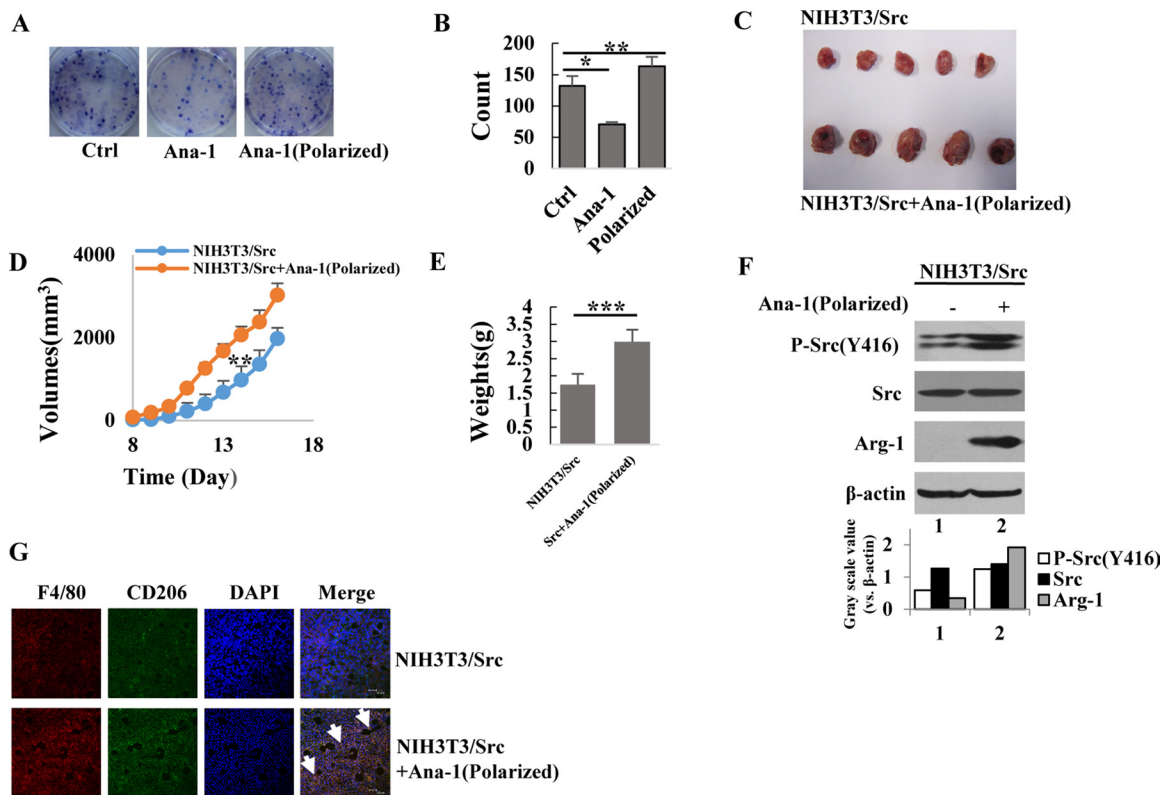 A
Ctrl
Ana-1
Ana-1(Polarized)
B
Count
200
150
100
50
0
**
*
Ctrl
Ana-1
Polarized
C
NIH3T3/Src
NIH3T3/Src+Ana-1(Polarized)
D
Volumes(mm³)
4000
2000
0
NIH3T3/Src
NIH3T3/Src+Ana-1(Polarized)
**
8
13
18
Time (Day)
E
Weights(g)
4
3.5
3
2.5
2
1.5
1
0.5
0
***
NIH3T3/Src
Src+Ana-1(Polarized)
F
NIH3T3/Src
Ana-1(Polarized)
- +
P-Src(Y416)
Src
Arg-1
β-actin
1 2
Gray scale value
(vs. β-actin)
2
1
0
1 2
P-Src(Y416)
Src
Arg-1
G
F4/80
CD206
DAPI
Merge
NIH3T3/Src
NIH3T3/Src
+Ana-1(Polarized)